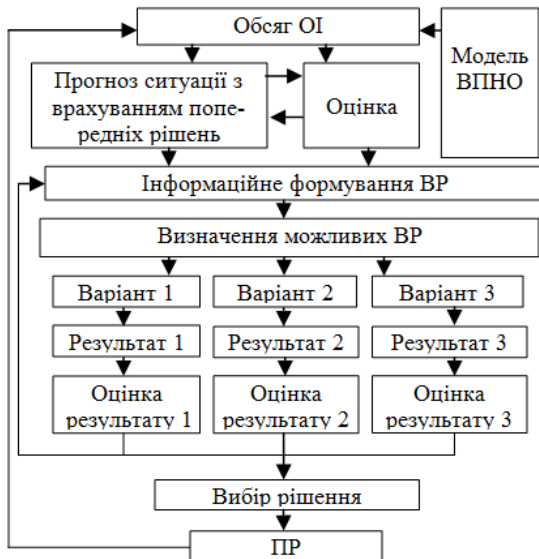 Обсяг ОІ
Модель
ВПНО
Прогноз ситуації з
врахуванням попе-
редніх рішень
Оцінка
Інформаційне формування ВР
Визначення можливих ВР
Варіант 1
Варіант 2
Варіант 3
Результат 1
Результат 2
Результат 3
Оцінка
результату 1
Оцінка
результату 2
Оцінка
результату 3
Вибір рішення
ПР